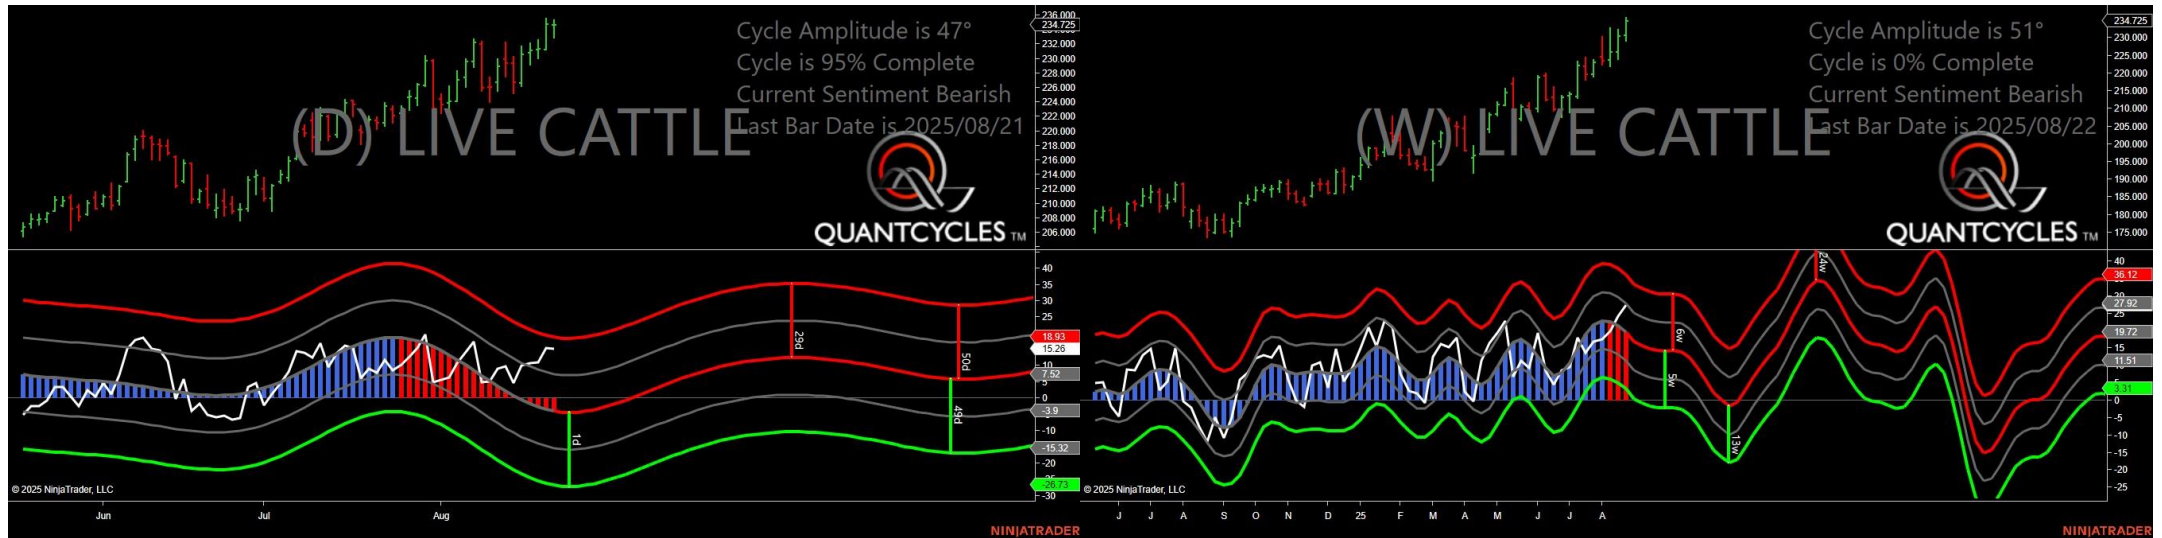 Cycle Amplitude is 47°
Cycle is 95% Complete
Current Sentiment Bearish
Last Bar Date is 2025/08/21
(D) LIVE CATTLE
QUANTCYCLES TM
236.000
234.725
232.000
230.000
228.000
226.000
224.000
222.000
220.000
218.000
216.000
214.000
212.000
210.000
208.000
206.000
40
35
30
25
18.93
15.26
10
7.52
5
0
-3.9
-10
-15.32
-20
-26.73
-30
29d
50d
49d
1d
© 2025 NinjaTrader, LLC
Jun
Jul
Aug
NINJATRADER
Cycle Amplitude is 51°
Cycle is 0% Complete
Current Sentiment Bearish
Last Bar Date is 2025/08/22
(W) LIVE CATTLE
QUANTCYCLES TM
234.725
230.000
225.000
220.000
215.000
210.000
205.000
200.000
195.000
190.000
185.000
180.000
175.000
40
36.12
27.92
25
19.72
15
11.51
3.31
0
-5
-10
-15
-20
-25
24w
6w
5w
13w
© 2025 NinjaTrader, LLC
J
J
A
S
O
N
D
25
F
M
A
M
J
J
A
NINJATRADER